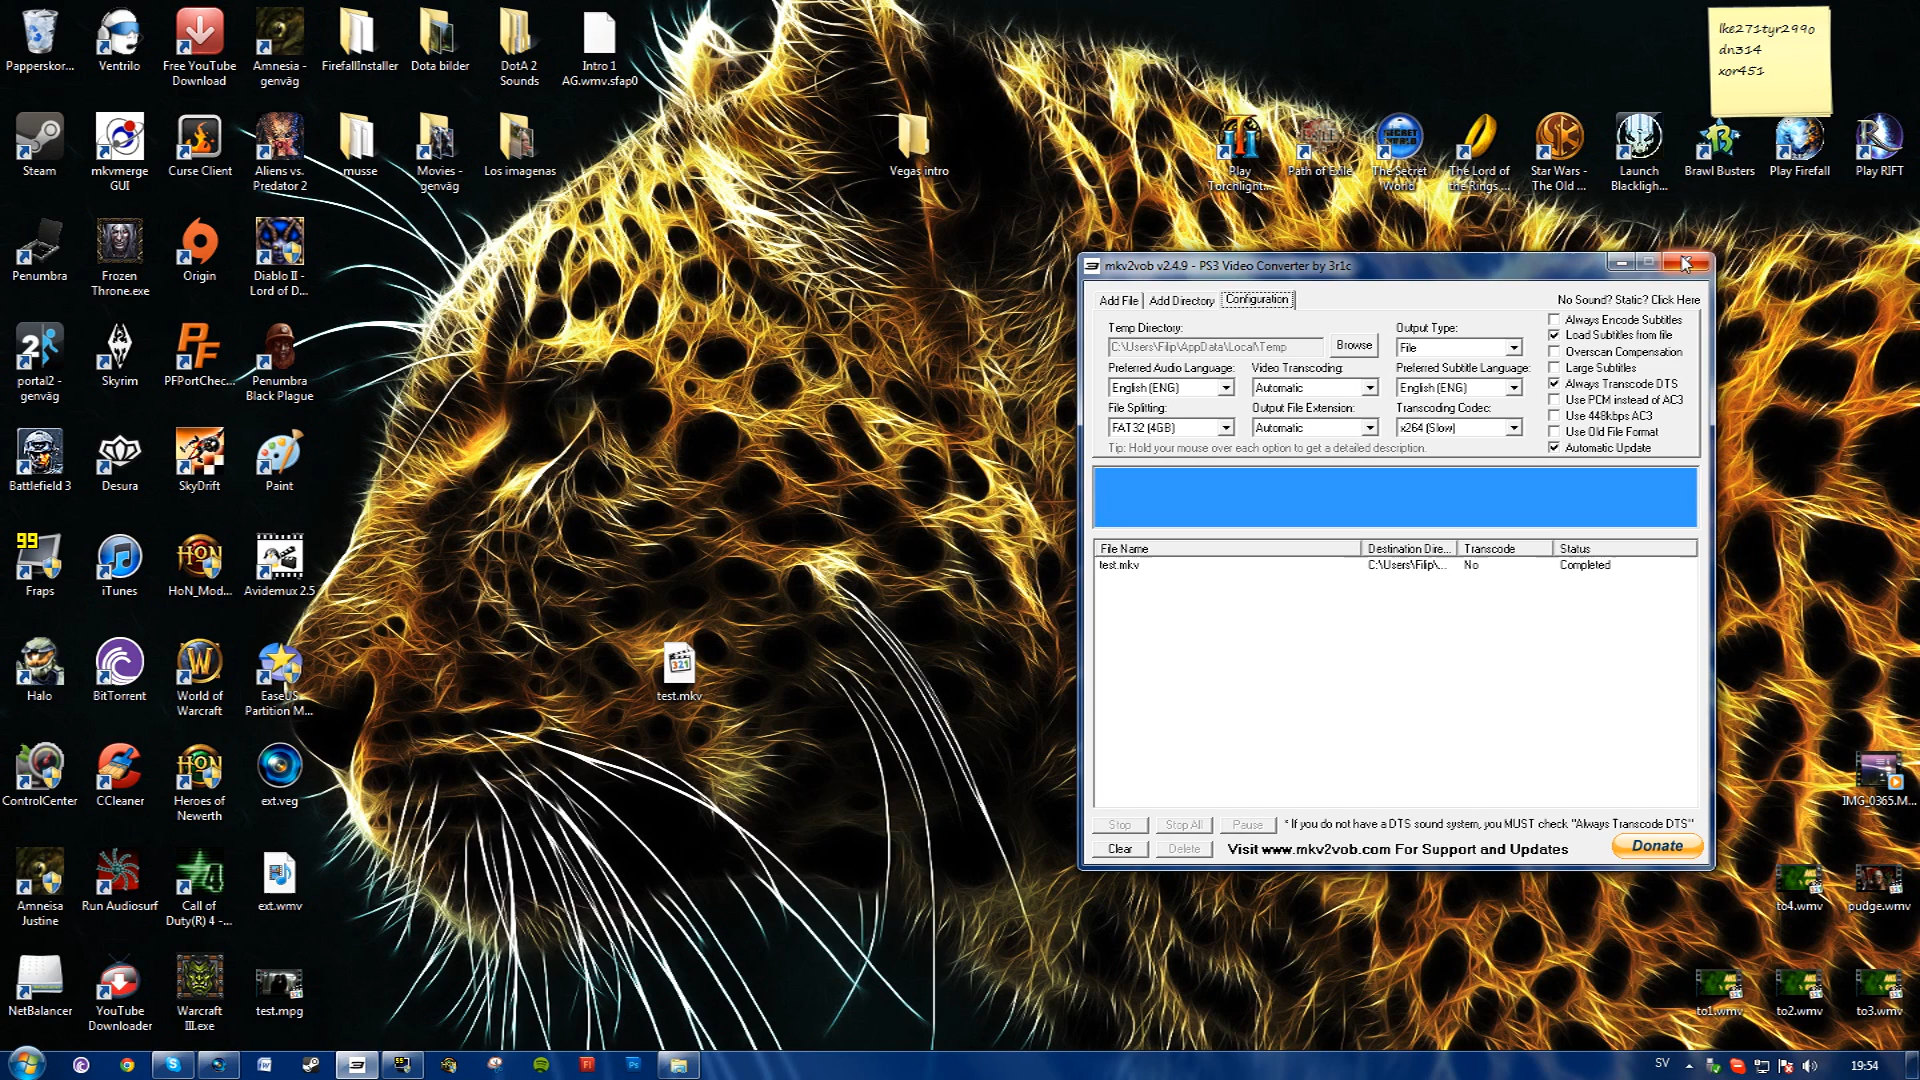 Papperskor...
Ventrilo
Free YouTube Download
Amnesia - genväg
FirefallInstaller
Dota bilder
DotA 2 Sounds
Intro 1 AG.wmv.sfap0
lke271tyr299o
dn314
xor451
Steam
mkvmerge GUI
Curse Client
Aliens vs. Predator 2
musse
Movies - genväg
Los imagenas
Vegas intro
Play Torchlight...
Path of Exile
The Secret World
The Lord of the Rings ...
Star Wars - The Old ...
Launch Blackligh...
Brawl Busters
Play Firefall
Play RIFT
Penumbra
Frozen Throne.exe
Origin
Diablo II - Lord of D...
portal2 - genväg
Skyrim
PFPortChec...
Penumbra Black Plague
Battlefield 3
Desura
SkyDrift
Paint
99
Fraps
iTunes
HoN_Mod...
Avidemux 2.5
Halo
BitTorrent
World of Warcraft
EaseUS Partition M...
test.mkv
ControlCenter
CCleaner
Heroes of Newerth
ext.veg
Amneisa Justine
Run Audiosurf
Call of Duty(R) 4 -...
ext.wmv
NetBalancer
YouTube Downloader
Warcraft III.exe
test.mpg
mkv2vob v2.4.9 - PS3 Video Converter by 3r1c
Add File
Add Directory
Configuration
No Sound? Static? Click Here
Temp Directory:
C:\Users\Filip\AppData\Local\Temp
Browse
Output Type:
File
Preferred Audio Language:
English (ENG)
Video Transcoding:
Automatic
Preferred Subtitle Language:
English (ENG)
File Splitting:
FAT32 (4GB)
Output File Extension:
Automatic
Transcoding Codec:
x264 (Slow)
Tip: Hold your mouse over each option to get a detailed description.
Always Encode Subtitles
Load Subtitles from file
Overscan Compensation
Large Subtitles
Always Transcode DTS
Use PCM instead of AC3
Use 448kbps AC3
Use Old File Format
Automatic Update
File Name Destination Dire... Transcode Status
test.mkv C:\Users\Filip\... No Completed
Stop
Stop All
Pause
* If you do not have a DTS sound system, you MUST check "Always Transcode DTS"
Clear
Delete
Visit www.mkv2vob.com For Support and Updates
Donate
IMG_0365.M...
to4.wmv
pudge.wmv
to1.wmv
to2.wmv
to3.wmv
SV
19:54